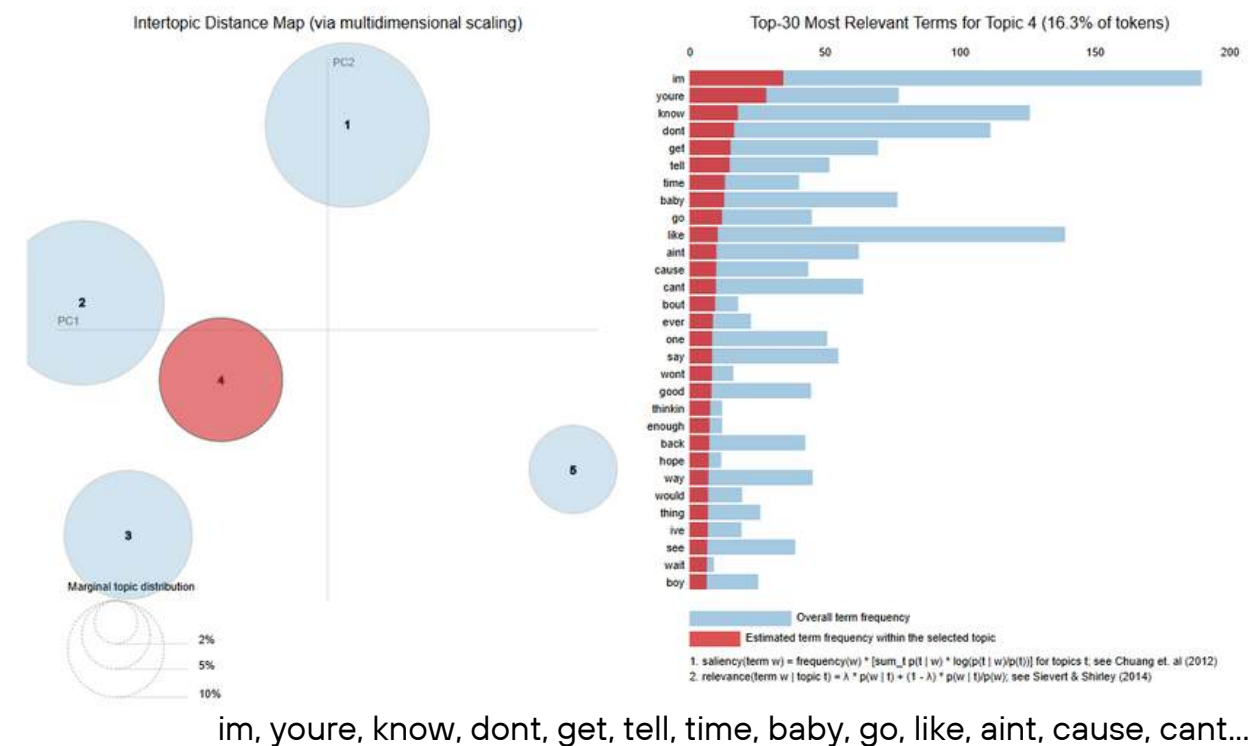 Intertopic Distance Map (via multidimensional scaling)
PC2
1
2
PC1
4
5
3
Marginal topic distribution
2%
5%
10%
Top-30 Most Relevant Terms for Topic 4 (16.3% of tokens)
0 50 100 150 200
im
youre
know
dont
get
tell
time
baby
go
like
aint
cause
cant
bout
ever
one
say
wont
good
thinkin
enough
back
hope
way
would
thing
ive
see
wait
boy
Overall term frequency
Estimated term frequency within the selected topic
1. saliency(term w) = frequency(w) * [sum_t p(t | w) * log(p(t | w)/p(t))] for topics t; see Chuang et. al (2012)
2. relevance(term w | topic t) = λ * p(w | t) + (1 - λ) * p(w | t)/p(w); see Sievert & Shirley (2014)
im, youre, know, dont, get, tell, time, baby, go, like, aint, cause, cant...